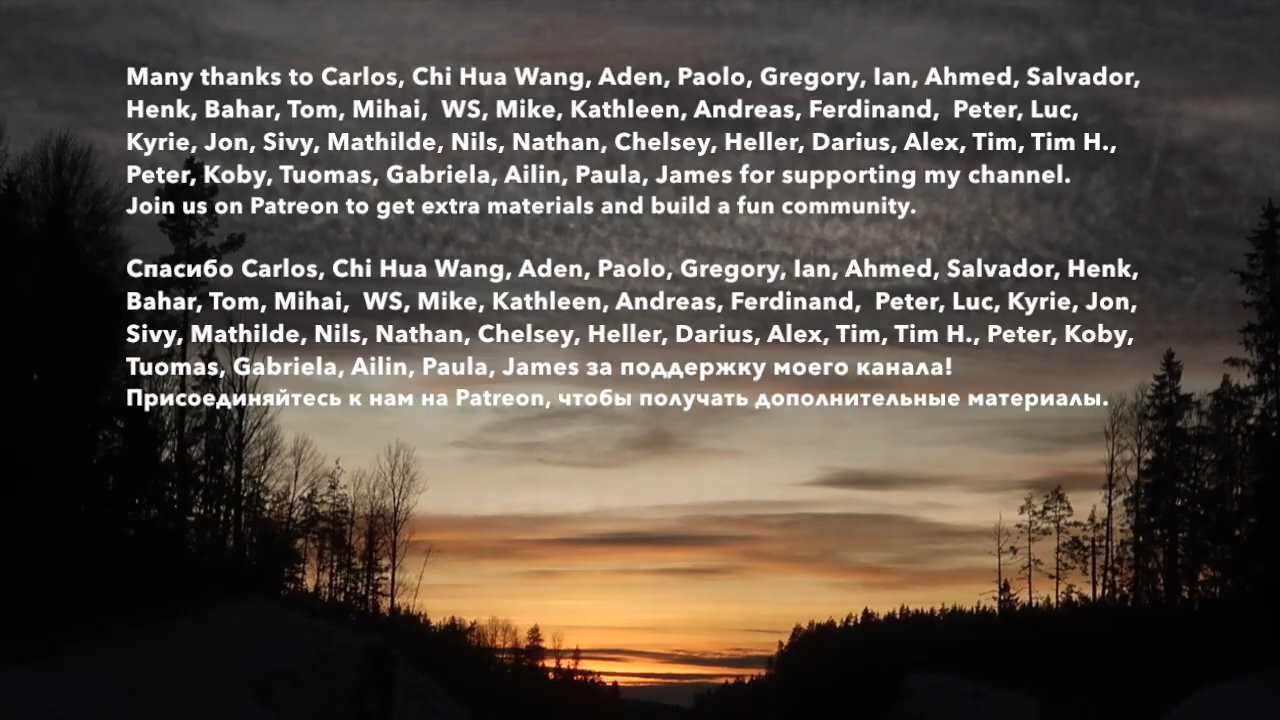 Many thanks to Carlos, Chi Hua Wang, Aden, Paolo, Gregory, Ian, Ahmed, Salvador,
Henk, Bahar, Tom, Mihai,  WS, Mike, Kathleen, Andreas, Ferdinand,  Peter, Luc,
Kyrie, Jon, Sivy, Mathilde, Nils, Nathan, Chelsey, Heller, Darius, Alex, Tim, Tim H.,
Peter, Koby, Tuomas, Gabriela, Ailin, Paula, James for supporting my channel.
Join us on Patreon to get extra materials and build a fun community.
Спасибо Carlos, Chi Hua Wang, Aden, Paolo, Gregory, Ian, Ahmed, Salvador, Henk,
Bahar, Tom, Mihai,  WS, Mike, Kathleen, Andreas, Ferdinand,  Peter, Luc, Kyrie, Jon,
Sivy, Mathilde, Nils, Nathan, Chelsey, Heller, Darius, Alex, Tim, Tim H., Peter, Koby,
Tuomas, Gabriela, Ailin, Paula, James за поддержку моего канала!
Присоединяйтесь к нам на Patreon, чтобы получать дополнительные материалы.